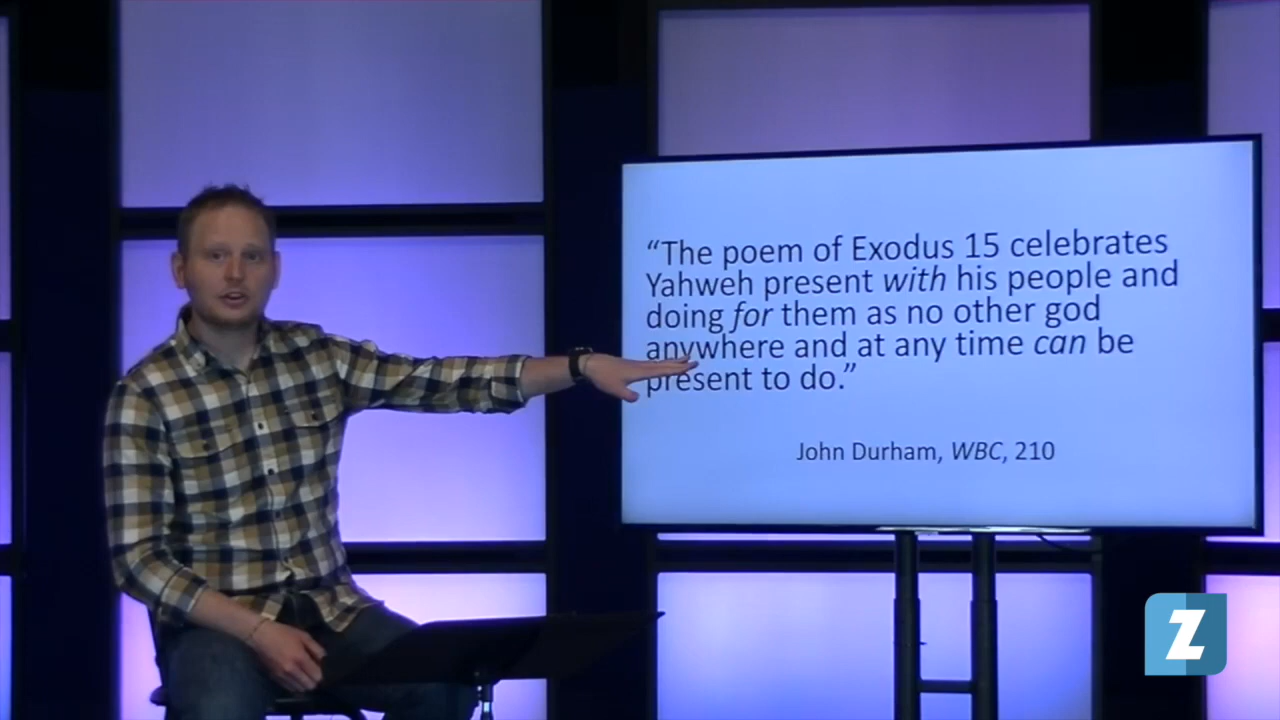 “The poem of Exodus 15 celebrates
Yahweh present with his people and
doing for them as no other god
anywhere and at any time can be
present to do.”
John Durham, WBC, 210
Z